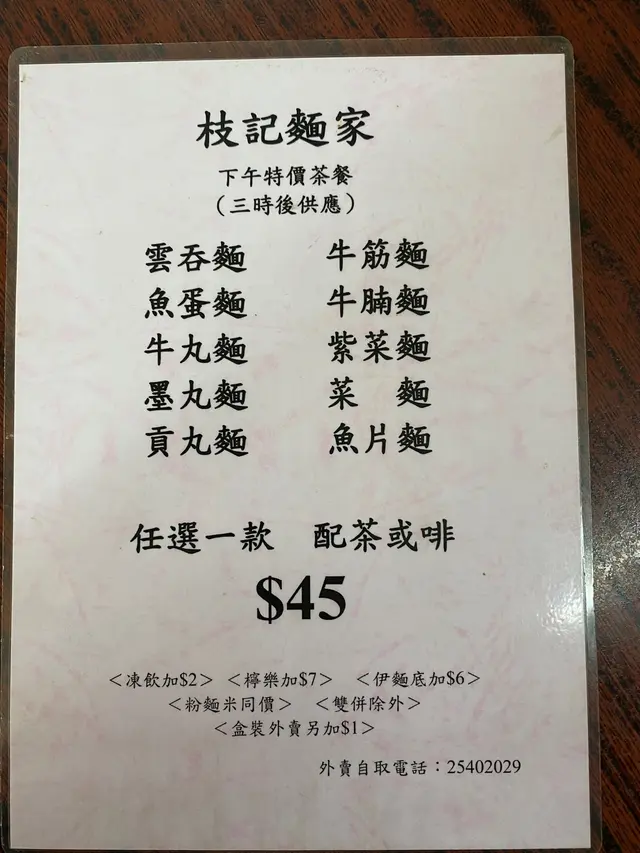 枝記麵家
下午特價茶餐
（三時後供應）
雲吞麵　牛筋麵
魚蛋麵　牛腩麵
牛丸麵　紫菜麵
墨丸麵　菜　麵
貢丸麵　魚片麵
任選一款　配茶或啡
$45
＜凍飲加$2＞＜檸樂加$7＞　＜伊麵底加$6＞
＜粉麵米同價＞　＜雙併除外＞
＜盒裝外賣另加$1＞
外賣自取電話：25402029